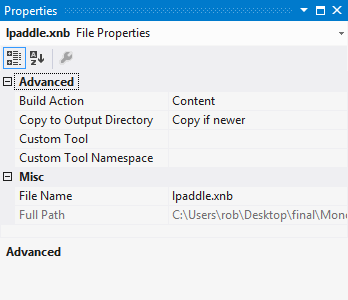 Properties
lpaddle.xnb File Properties
Advanced
Build Action Content
Copy to Output Directory Copy if newer
Custom Tool
Custom Tool Namespace
Misc
File Name lpaddle.xnb
Full Path C:\Users\rob\Desktop\final\Mon
Advanced